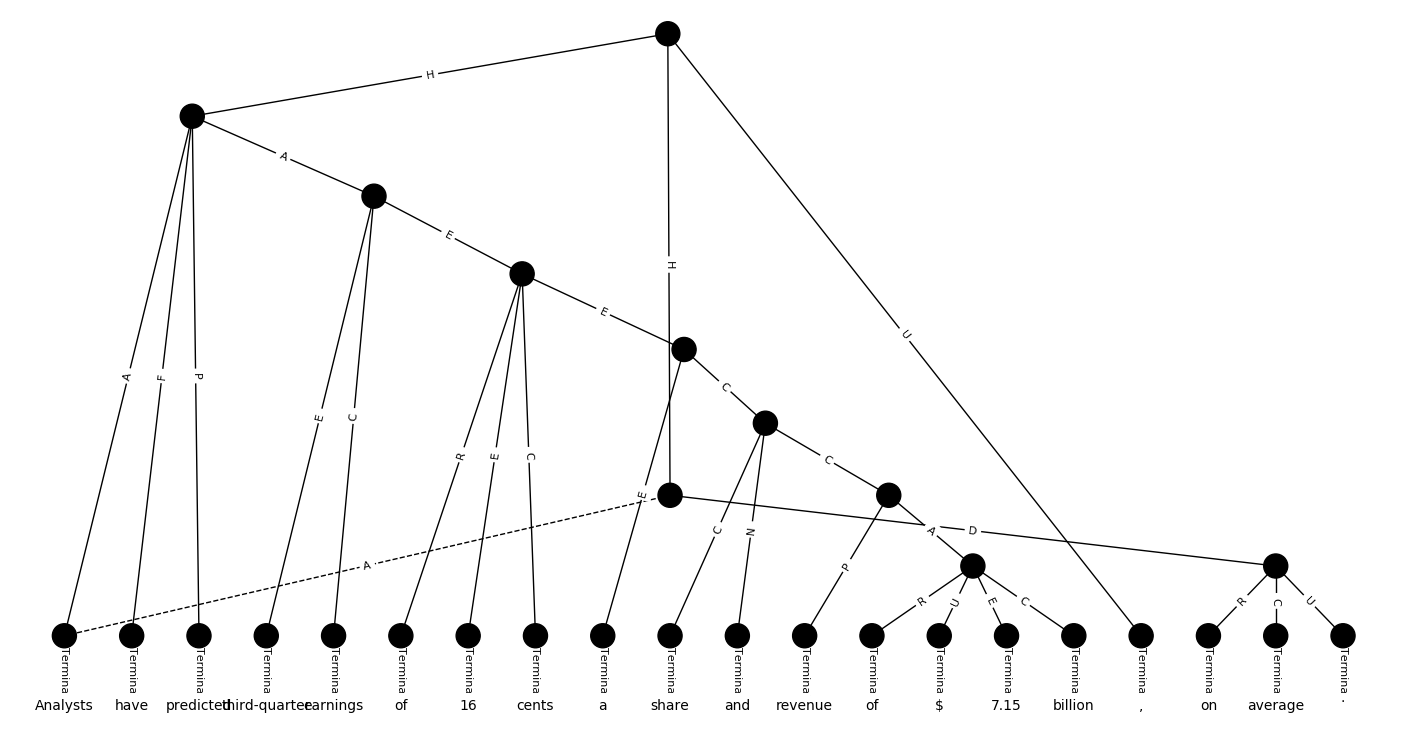 H
A
E
E
H
U
A
F
P
C
E
C
C
R
E
C
E
A
D
C
N
A
P
R
U
E
C
R
C
U
Termina Termina Termina Termina Termina Termina Termina Termina Termina Termina Termina Termina Termina Termina Termina Termina Termina Termina Termina Termina
Analysts have predicted third-quarter earnings of 16 cents a share and revenue of $ 7.15 billion , on average .